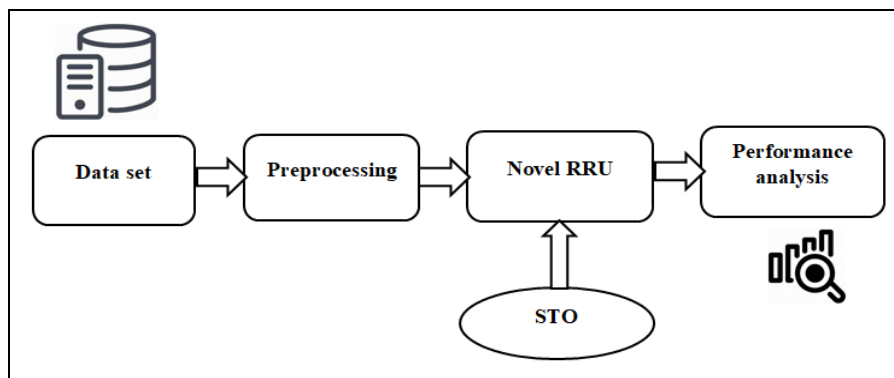 Data set
Preprocessing
Novel RRU
Performance
analysis
STO